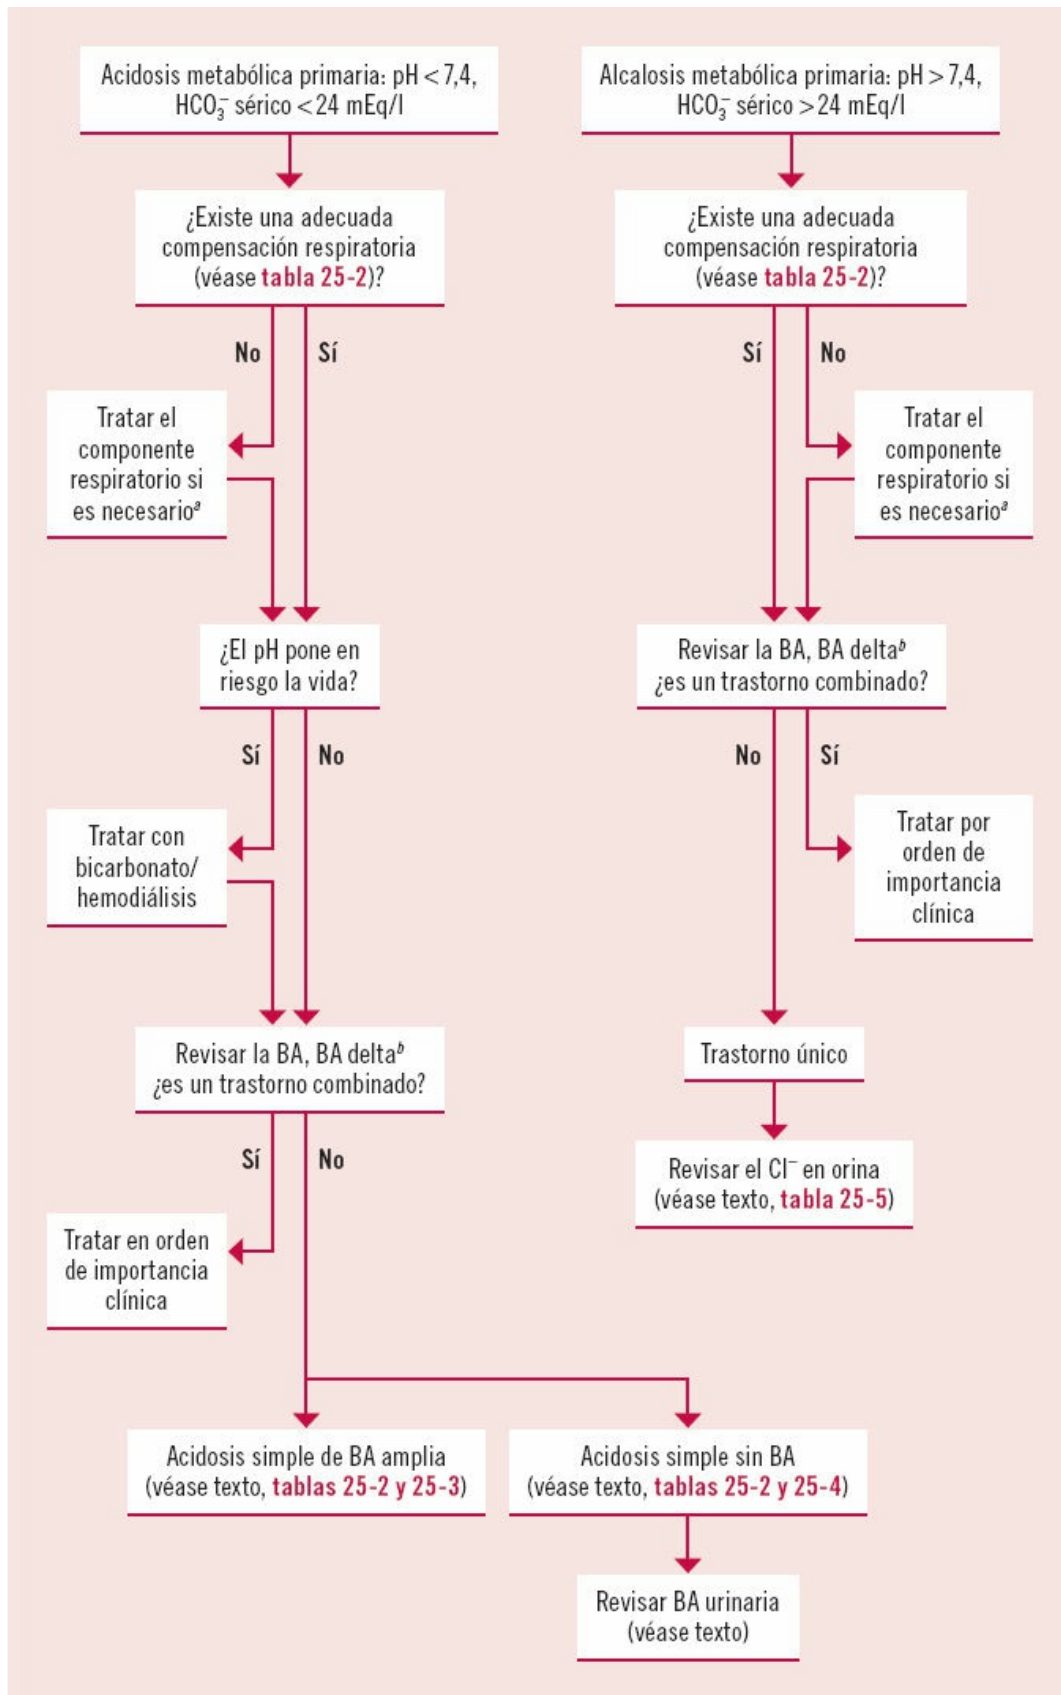 Acidosis metabólica primaria: pH < 7,4,
HCO₃⁻ sérico < 24 mEq/l
Alcalosis metabólica primaria: pH > 7,4,
HCO₃⁻ sérico > 24 mEq/l
¿Existe una adecuada
compensación respiratoria
(véase tabla 25-2)?
¿Existe una adecuada
compensación respiratoria
(véase tabla 25-2)?
No
Sí
Sí
No
Tratar el
componente
respiratorio si
es necesarioᵃ
Tratar el
componente
respiratorio si
es necesarioᵃ
¿El pH pone en
riesgo la vida?
Revisar la BA, BA deltaᵇ
¿es un trastorno combinado?
Sí
No
No
Sí
Tratar con
bicarbonato/
hemodiálisis
Tratar por
orden de
importancia
clínica
Revisar la BA, BA deltaᵇ
¿es un trastorno combinado?
Trastorno único
Sí
No
Revisar el Cl⁻ en orina
(véase texto, tabla 25-5)
Tratar en orden
de importancia
clínica
Acidosis simple de BA amplia
(véase texto, tablas 25-2 y 25-3)
Acidosis simple sin BA
(véase texto, tablas 25-2 y 25-4)
Revisar BA urinaria
(véase texto)